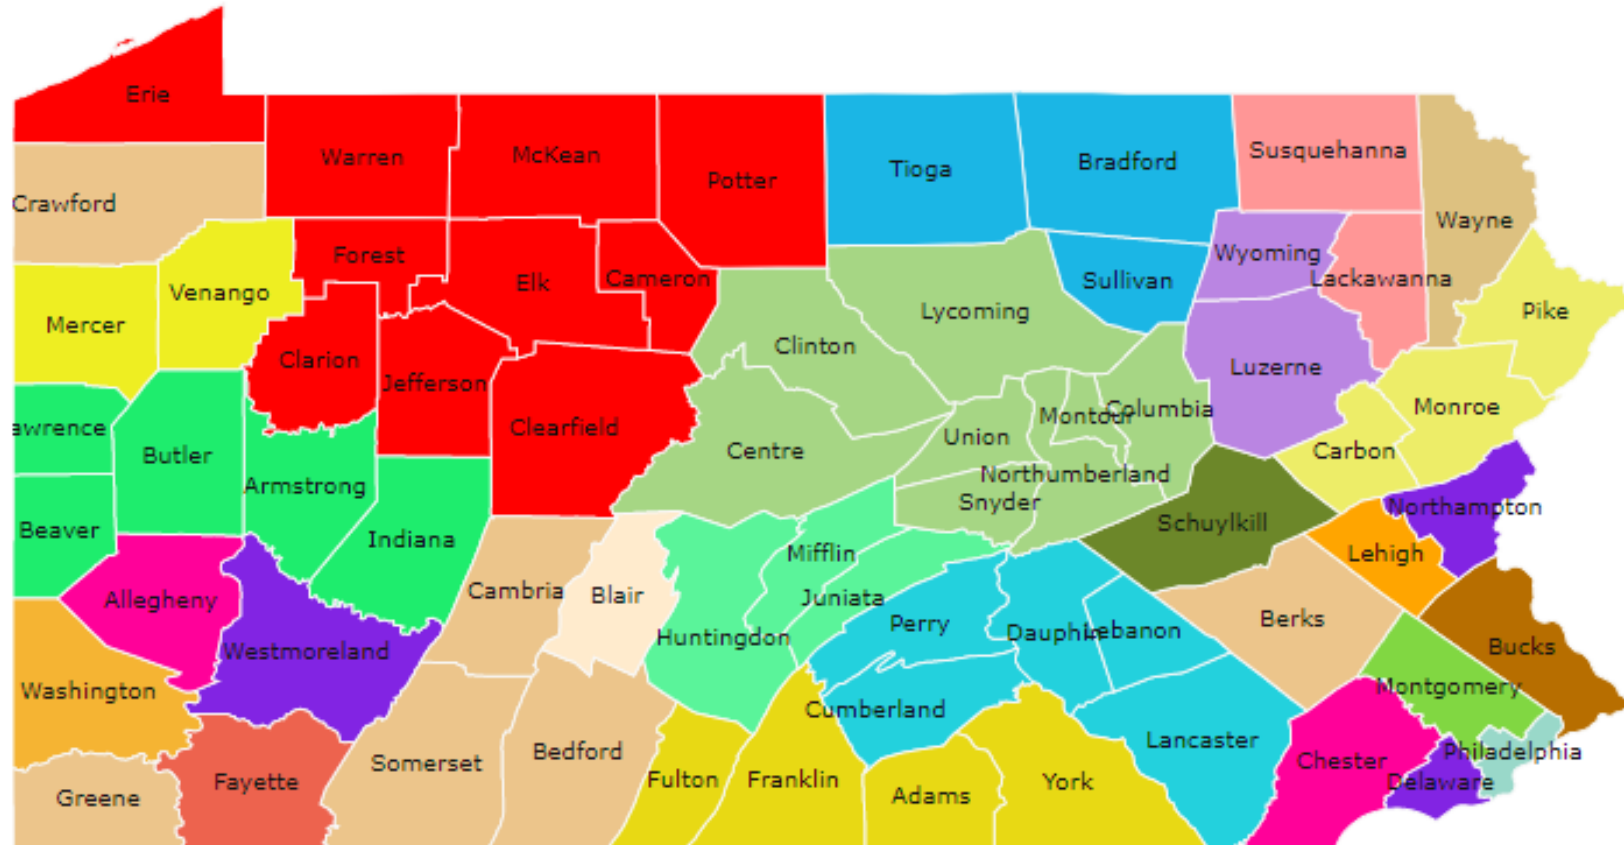 Erie
Warren
McKean
Potter
Tioga
Bradford
Susquehanna
Wayne
Crawford
Forest
Elk
Cameron
Venango
Mercer
Clarion
Jefferson
Clearfield
Clinton
Lycoming
Sullivan
Wyoming
Lackawanna
Pike
Luzerne
Monroe
Carbon
Columbia
Montour
Union
Centre
Northumberland
Snyder
awrence
Butler
Armstrong
Beaver
Indiana
Schuylkill
Northampton
Lehigh
Mifflin
Juniata
Cambria
Blair
Allegheny
Huntingdon
Perry
Dauphin
Lebanon
Berks
Bucks
Westmoreland
Washington
Montgomery
Cumberland
Lancaster
Philadelphia
Chester
Delaware
Bedford
Somerset
Fayette
Greene
Fulton
Franklin
Adams
York